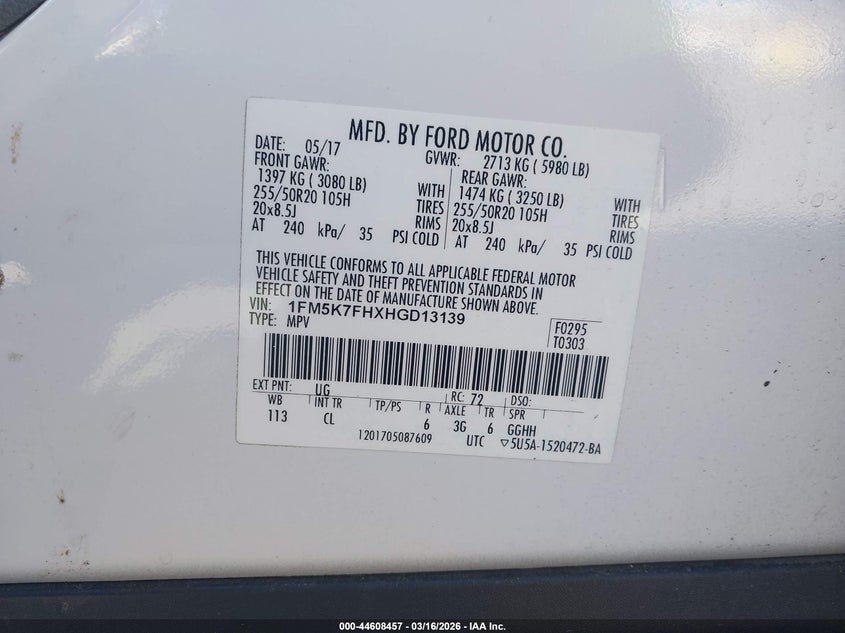 MFD. BY FORD MOTOR CO.
DATE: 05/17 GVWR: 2713 KG ( 5980 LB)
FRONT GAWR: REAR GAWR:
1397 KG ( 3080 LB) WITH 1474 KG ( 3250 LB) WITH
255/50R20 105H TIRES 255/50R20 105H TIRES
20x8.5J RIMS 20x8.5J RIMS
AT 240 kPa/ 35 PSI COLD AT 240 kPa/ 35 PSI COLD
THIS VEHICLE CONFORMS TO ALL APPLICABLE FEDERAL MOTOR
VEHICLE SAFETY AND THEFT PREVENTION STANDARDS IN
EFFECT ON THE DATE OF MANUFACTURE SHOWN ABOVE.
VIN: 1FM5K7FHXHGD13139 F0295
TYPE: MPV T0303
EXT PNT: UG RC: 72 DSO:
WB INT TR TP/PS R AXLE TR SPR
113 CL 6 3G 6 GGHH
1201705087609 UTC ▽5U5A-1520472-BA
000-44608457 - 03/16/2026 - IAA Inc.